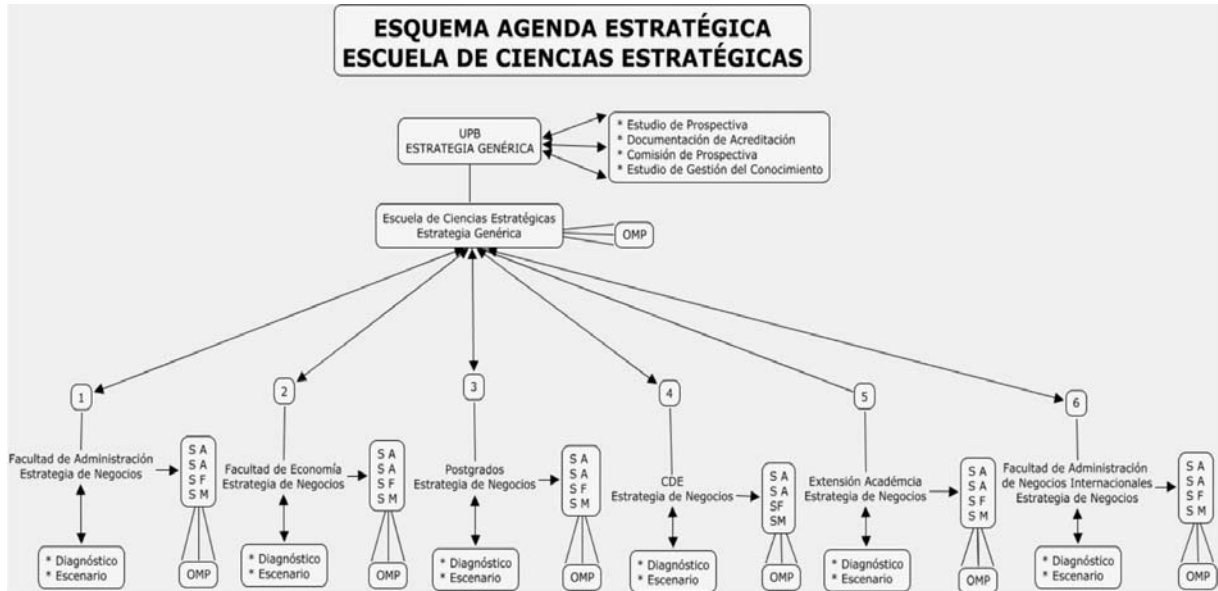 ESQUEMA AGENDA ESTRATÉGICA
ESCUELA DE CIENCIAS ESTRATÉGICAS
UPB
ESTRATEGIA GENÉRICA
* Estudio de Prospectiva
* Documentación de Acreditación
* Comisión de Prospectiva
* Estudio de Gestión del Conocimiento
Escuela de Ciencias Estratégicas
Estrategia Genérica
OMP
1
Facultad de Administración
Estrategia de Negocios
S A
S A
S F
S M
* Diagnóstico
* Escenario
OMP
2
Facultad de Economía
Estrategia de Negocios
S A
S A
S F
S M
* Diagnóstico
* Escenario
OMP
3
Postgrados
Estrategia de Negocios
S A
S A
S F
S M
* Diagnóstico
* Escenario
OMP
4
CDE
Estrategia de Negocios
S A
S A
SF
SM
* Diagnóstico
* Escenario
OMP
5
Extensión Académcia
Estrategia de Negocios
S A
S A
S F
S M
* Diagnóstico
* Escenario
OMP
6
Facultad de Administración
de Negocios Internacionales
Estrategia de Negocios
S A
S A
S F
S M
* Diagnóstico
* Escenario
OMP